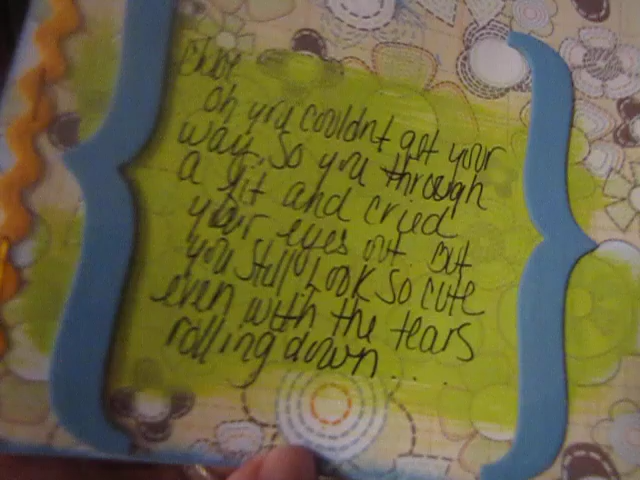 oh you couldnt get your
way. So you through
a fit and cried
your eyes out. But
you still look so cute
even with the tears
rolling down....